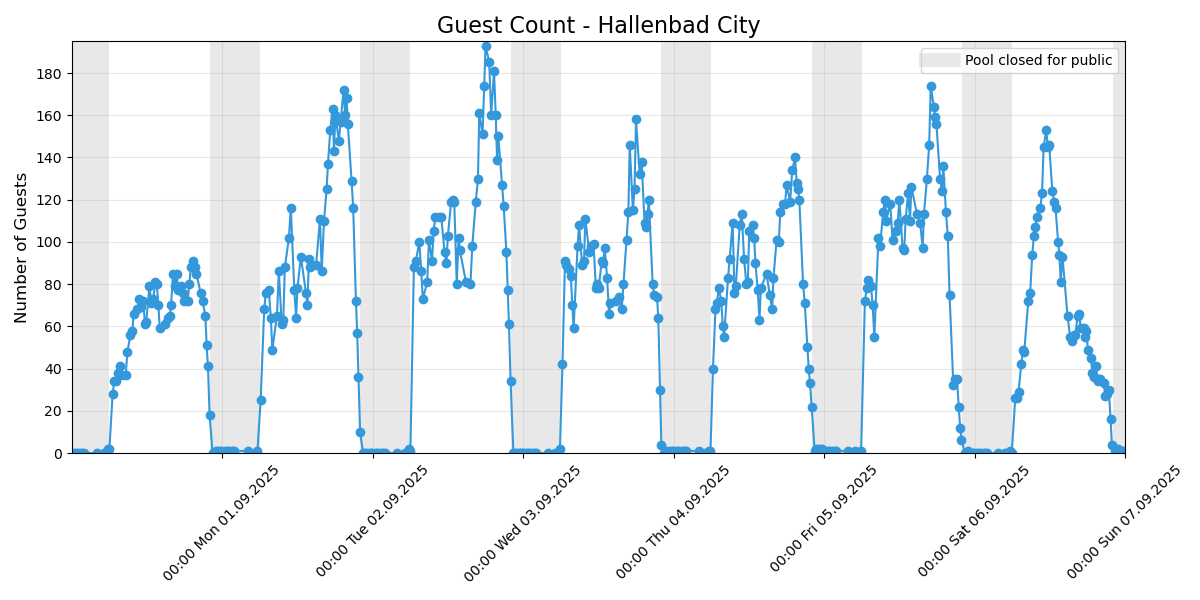 Guest Count - Hallenbad City
Pool closed for public
Number of Guests
180
160
140
120
100
80
60
40
20
0
00:00 Mon 01.09.2025
00:00 Tue 02.09.2025
00:00 Wed 03.09.2025
00:00 Thu 04.09.2025
00:00 Fri 05.09.2025
00:00 Sat 06.09.2025
00:00 Sun 07.09.2025